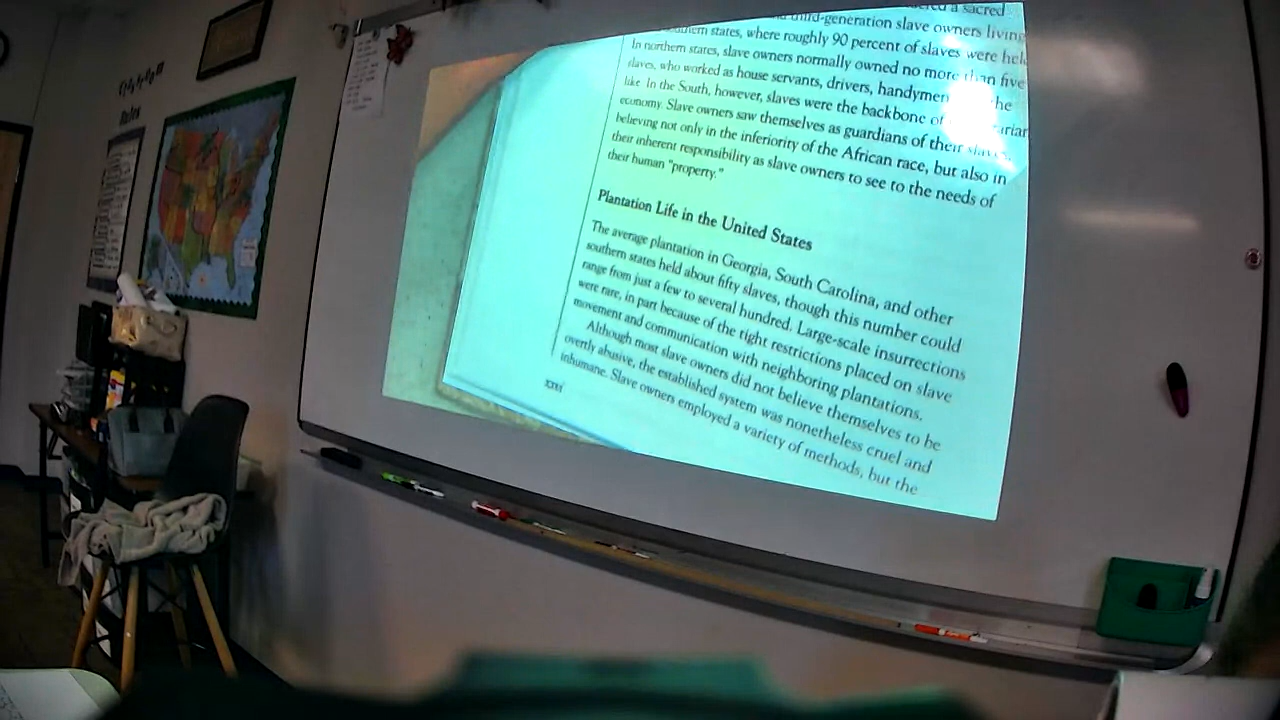 a sacred
third-generation slave owners living
states, where roughly 90 percent of slaves were held
In northern states, slave owners normally owned no more than five
slaves, who worked as house servants, drivers, handymen
like. In the South, however, slaves were the backbone of
economy. Slave owners saw themselves as guardians of their slaves,
believing not only in the inferiority of the African race, but also in
their inherent responsibility as slave owners to see to the needs of
their human "property."
Plantation Life in the United States
The average plantation in Georgia, South Carolina, and other
southern states held about fifty slaves, though this number could
range from just a few to several hundred. Large-scale insurrections
were rare, in part because of the tight restrictions placed on slave
movement and communication with neighboring plantations.
Although most slave owners did not believe themselves to be
overtly abusive, the established system was nonetheless cruel and
inhumane. Slave owners employed a variety of methods, but the